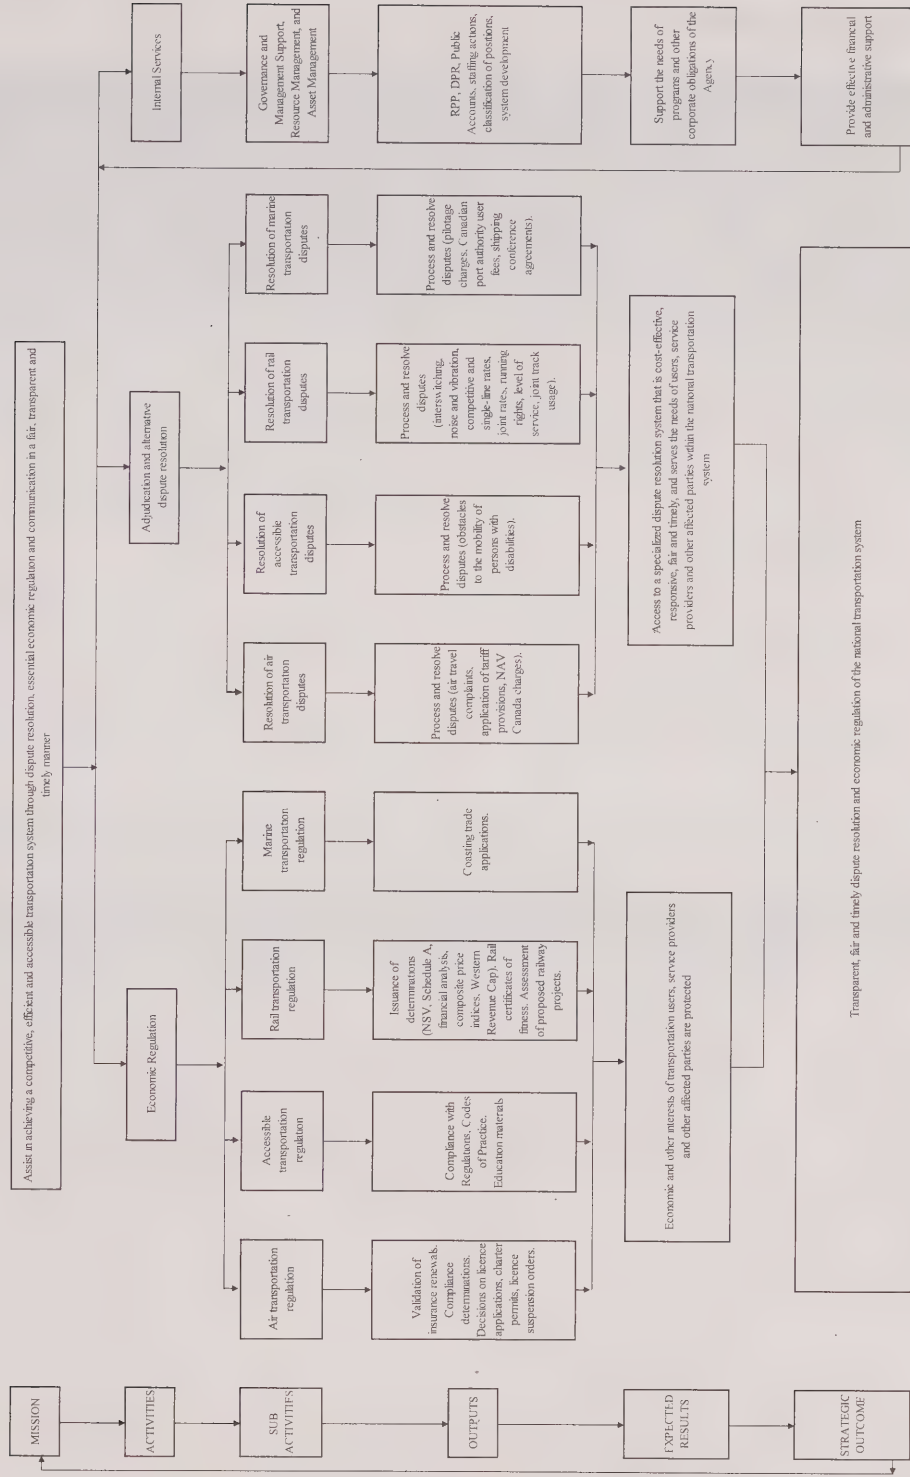 MISSION
Assist in achieving a competitive, efficient and accessible transportation system through dispute resolution, essential economic regulation and communication in a fair, transparent and
timely manner
ACTIVITIES
Economic Regulation
Adjudication and alternative
dispute resolution
Internal Services
SUB
ACTIVITIES
Air transportation
regulation
Accessible
transportation
regulation
Rail transportation
regulation
Marine
transportation
regulation
Resolution of air
transportation
disputes
Resolution of
accessible
transportation
disputes
Resolution of rail
transportation
disputes
Resolution of marine
transportation
disputes
Governance and
Management Support,
Resource Management, and
Asset Management
OUTPUTS
Validation of
insurance renewals.
Compliance
determinations.
Decisions on licence
applications, charter
permits, licence
suspension orders.
Compliance with
Regulations, Codes
of Practice.
Education materials
Issuance of
determinations
(NSV, Schedule A,
financial analysis,
composite price
indices. Western
Revenue Cap). Rail
certificates of
fitness. Assessment
of proposed railway
projects.
Coasting trade
applications.
Process and resolve
disputes (air travel
complaints,
application of tariff
provisions, NAV
Canada charges).
Process and resolve
disputes (obstacles
to the mobility of
persons with
disabilities).
Process and resolve
disputes
(interswitching,
noise and vibration,
competitive and
single-line rates,
joint rates, running
rights, level of
service, joint track
usage).
Process and resolve
disputes (pilotage
charges. Canadian
port authority user
fees, shipping
conference
agreements).
RPP, DPR, Public
Accounts, staffing actions,
classification of positions,
system development
EXPECTED
RESULTS
Economic and other interests of transportation users, service providers
and other affected parties are protected
Access to a specialized dispute resolution system that is cost-effective,
responsive, fair and timely, and serves the needs of users, service
providers and other affected parties within the national transportation
system
Support the needs of
programs and other
corporate obligations of the
Agency
STRATEGIC
OUTCOME
Transparent, fair and timely dispute resolution and economic regulation of the national transportation system
Provide effective financial
and administrative support